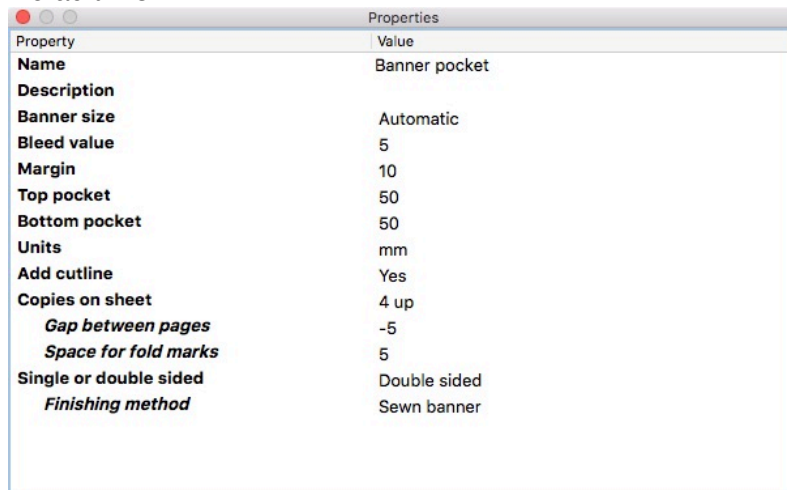 Properties
Property Value
Name Banner pocket
Description
Banner size Automatic
Bleed value 5
Margin 10
Top pocket 50
Bottom pocket 50
Units mm
Add cutline Yes
Copies on sheet 4 up
Gap between pages -5
Space for fold marks 5
Single or double sided Double sided
Finishing method Sewn banner